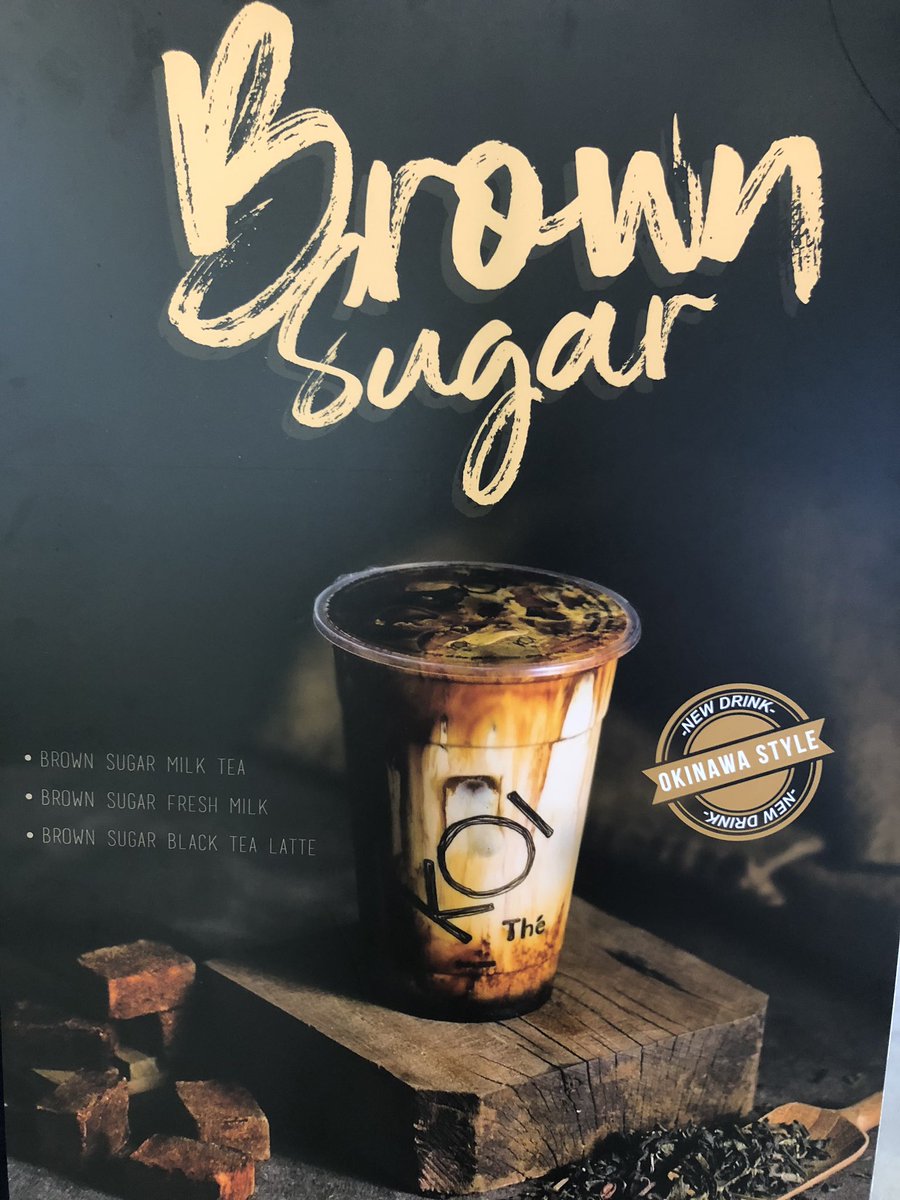 Brown
Sugar
• BROWN SUGAR MILK TEA
• BROWN SUGAR FRESH MILK
• BROWN SUGAR BLACK TEA LATTE
-NEW DRINK-
OKINAWA STYLE
-NEW DRINK-
KOI
Thé